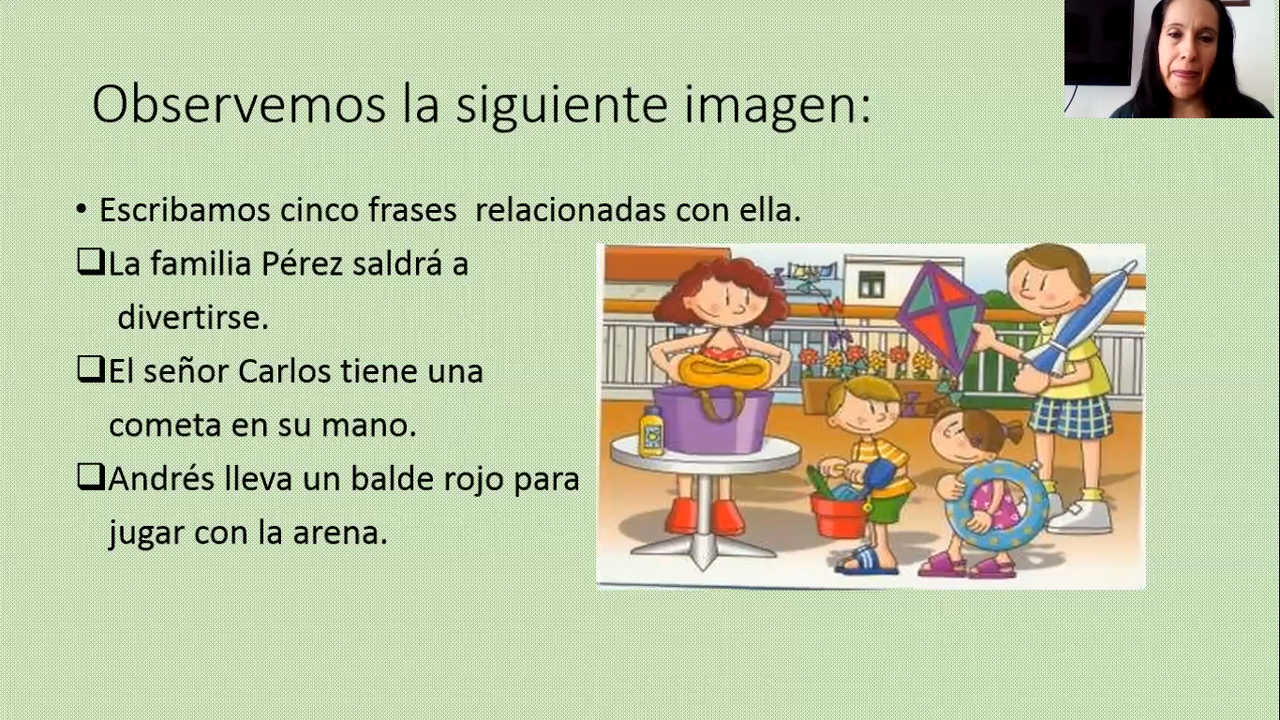 Observemos la siguiente imagen:
• Escribamos cinco frases relacionadas con ella.
❑La familia Pérez saldrá a
divertirse.
❑El señor Carlos tiene una
cometa en su mano.
❑Andrés lleva un balde rojo para
jugar con la arena.